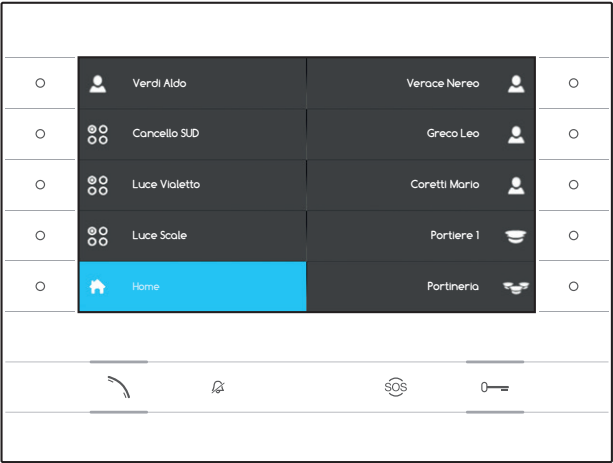 Verdi Aldo
Verace Nereo
Cancello SUD
Greco Leo
Luce Vialetto
Coretti Mario
Luce Scale
Portiere 1
Home
Portineria
SOS